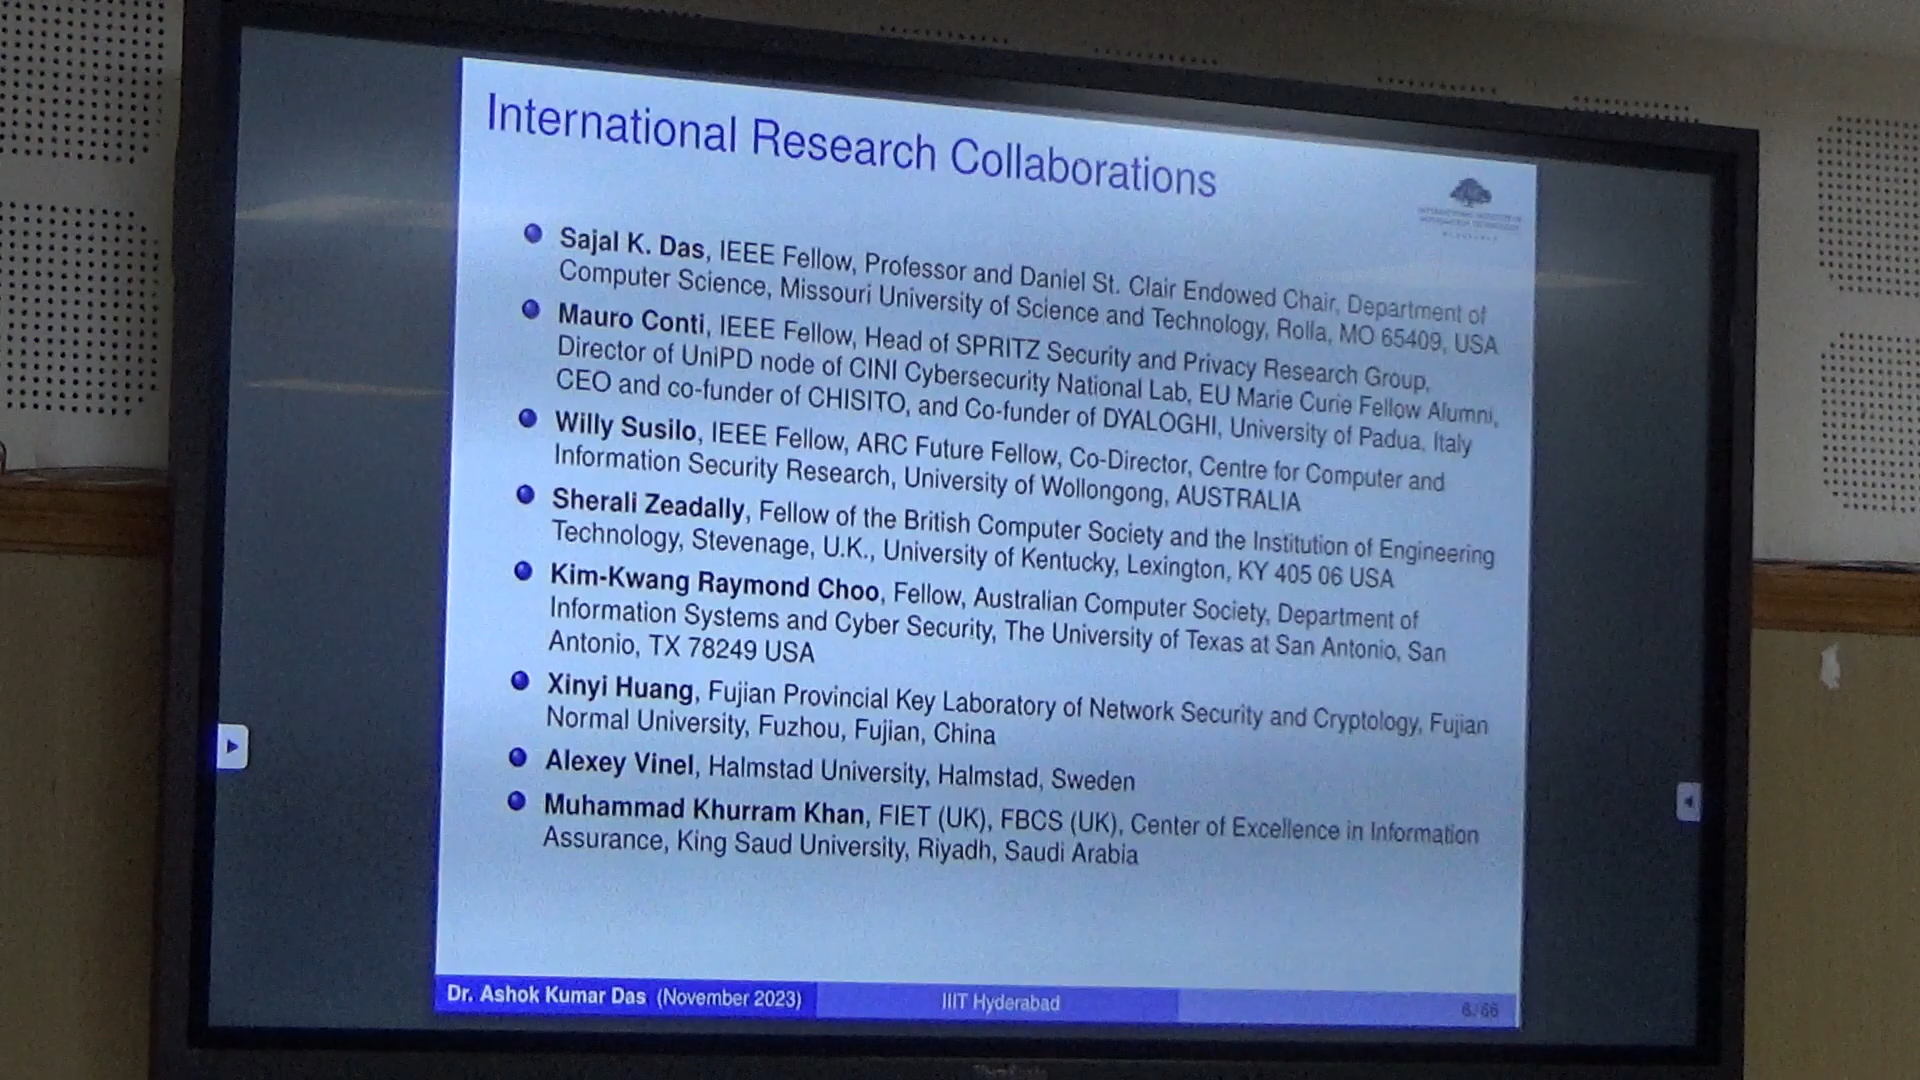 International Research Collaborations
Sajal K. Das, IEEE Fellow, Professor and Daniel St. Clair Endowed Chair, Department of
Computer Science, Missouri University of Science and Technology, Rolla, MO 65409, USA
Mauro Conti, IEEE Fellow, Head of SPRITZ Security and Privacy Research Group,
Director of UniPD node of CINI Cybersecurity National Lab, EU Marie Curie Fellow Alumni,
CEO and co-funder of CHISITO, and Co-funder of DYALOGHI, University of Padua, Italy
Willy Susilo, IEEE Fellow, ARC Future Fellow, Co-Director, Centre for Computer and
Information Security Research, University of Wollongong, AUSTRALIA
Sherali Zeadally, Fellow of the British Computer Society and the Institution of Engineering
Technology, Stevenage, U.K., University of Kentucky, Lexington, KY 405 06 USA
Kim-Kwang Raymond Choo, Fellow, Australian Computer Society, Department of
Information Systems and Cyber Security, The University of Texas at San Antonio, San
Antonio, TX 78249 USA
Xinyi Huang, Fujian Provincial Key Laboratory of Network Security and Cryptology, Fujian
Normal University, Fuzhou, Fujian, China
Alexey Vinel, Halmstad University, Halmstad, Sweden
Muhammad Khurram Khan, FIET (UK), FBCS (UK), Center of Excellence in Information
Assurance, King Saud University, Riyadh, Saudi Arabia
Dr. Ashok Kumar Das (November 2023)
IIIT Hyderabad
6/66